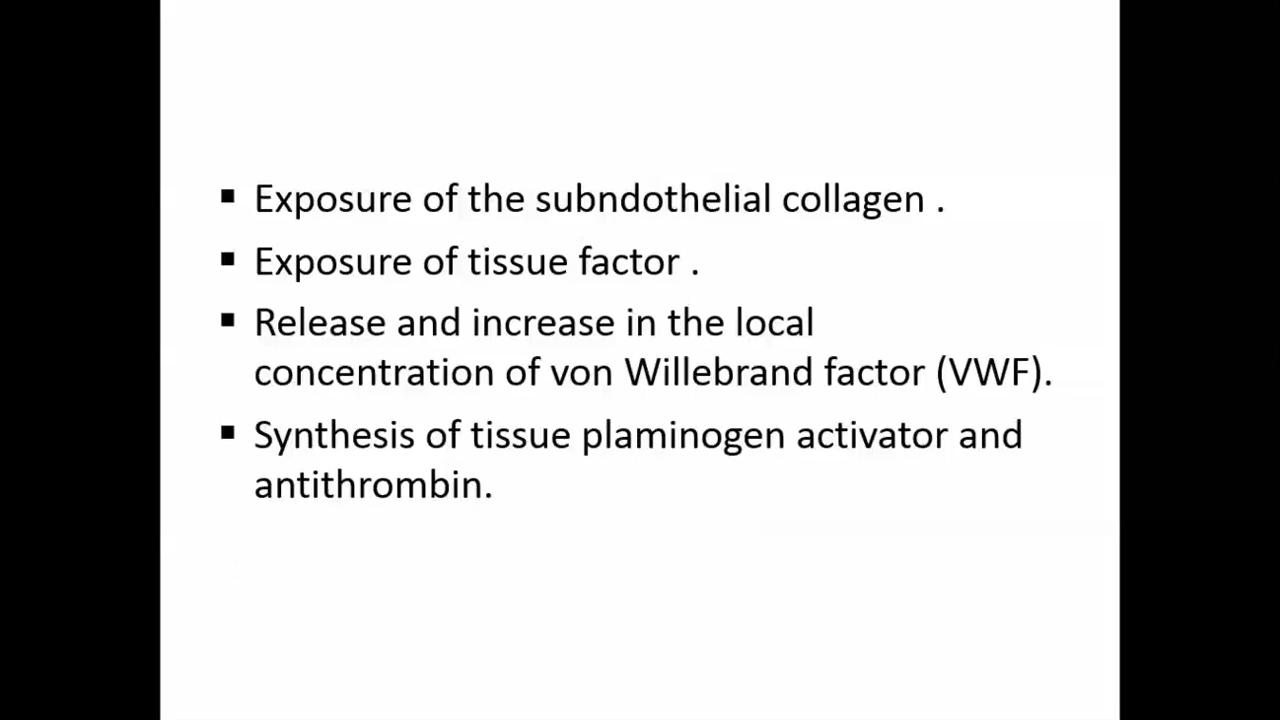 ▪ Exposure of the subndothelial collagen .
▪ Exposure of tissue factor .
▪ Release and increase in the local
concentration of von Willebrand factor (VWF).
▪ Synthesis of tissue plaminogen activator and
antithrombin.